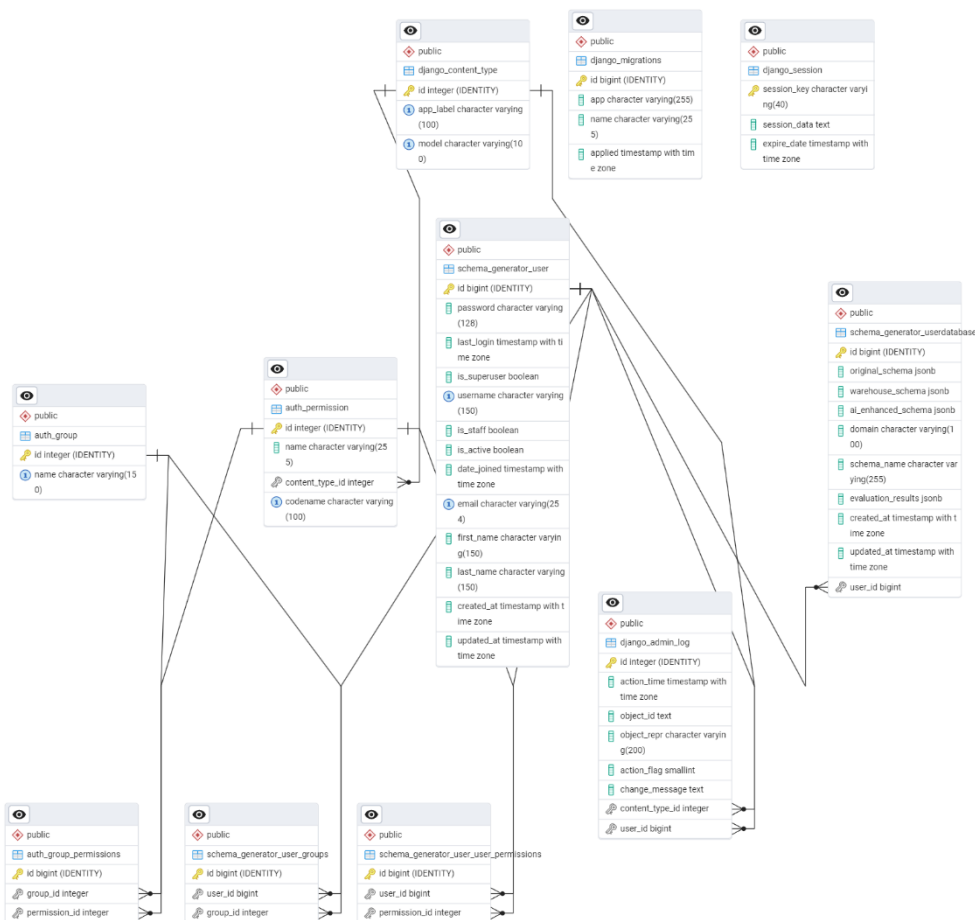 public
django_content_type
id integer (IDENTITY)
app_label character varying
(100)
model character varying(10
0)
public
django_migrations
id bigint (IDENTITY)
app character varying(255)
name character varying(25
5)
applied timestamp with tim
e zone
public
django_session
session_key character varyi
ng(40)
session_data text
expire_date timestamp with
time zone
public
schema_generator_user
id bigint (IDENTITY)
password character varying
(128)
last_login timestamp with ti
me zone
is_superuser boolean
username character varying
(150)
is_staff boolean
is_active boolean
date_joined timestamp with
time zone
email character varying(25
4)
first_name character varyin
g(150)
last_name character varying
(150)
created_at timestamp with t
ime zone
updated_at timestamp with
time zone
public
schema_generator_userdatabase
id bigint (IDENTITY)
original_schema jsonb
warehouse_schema jsonb
ai_enhanced_schema jsonb
domain character varying(1
00)
schema_name character var
ying(255)
evaluation_results jsonb
created_at timestamp with t
ime zone
updated_at timestamp with
time zone
user_id bigint
public
auth_permission
id integer (IDENTITY)
name character varying(25
5)
content_type_id integer
codename character varying
(100)
public
auth_group
id integer (IDENTITY)
name character varying(15
0)
public
django_admin_log
id integer (IDENTITY)
action_time timestamp with
time zone
object_id text
object_repr character varyin
g(200)
action_flag smallint
change_message text
content_type_id integer
user_id bigint
public
auth_group_permissions
id bigint (IDENTITY)
group_id integer
permission_id integer
public
schema_generator_user_groups
id bigint (IDENTITY)
user_id bigint
group_id integer
public
schema_generator_user_user_permissions
id bigint (IDENTITY)
user_id bigint
permission_id integer